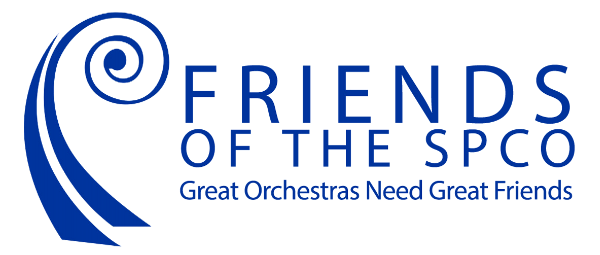 FRIENDS
OF THE SPCO
Great Orchestras Need Great Friends